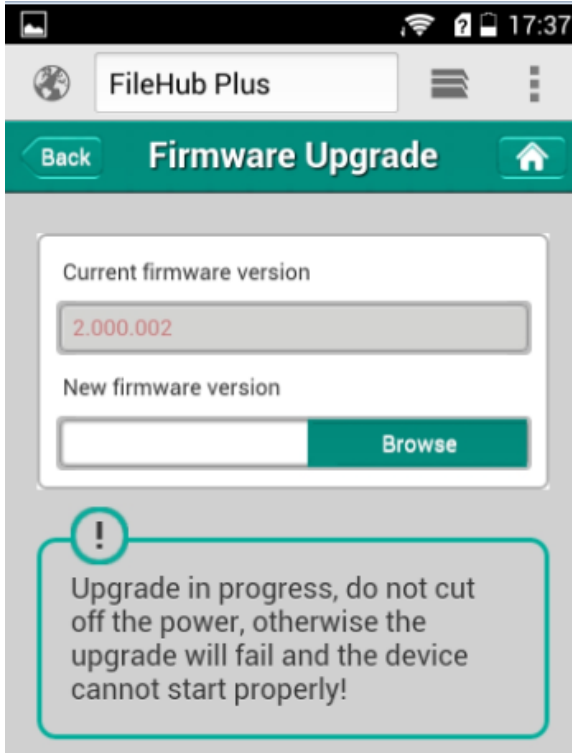 17:37
FileHub Plus
Back
Firmware Upgrade
Current firmware version
2.000.002
New firmware version
Browse
!
Upgrade in progress, do not cut
off the power, otherwise the
upgrade will fail and the device
cannot start properly!